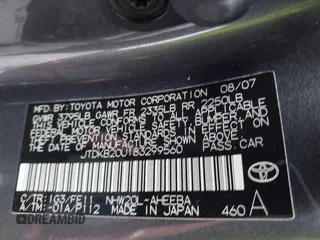 MFD. BY TOYOTA MOTOR CORPORATION 08/07
GVWR 3795LB GAWR FR 2335LB RR 2250LB
THIS VEHICLE CONFORMS TO ALL APPLICABLE
FEDERAL MOTOR VEHICLE SAFETY, BUMPER AND
THEFT PREVENTION STANDARDS IN EFFECT ON
THE DATE OF MANUFACTURE SHOWN ABOVE.
JTDKB20U183299560 PASS. CAR
TOYOTA
C/TR: 1G3/FE11 NHW20L-AHEEBA
A/TM: -01A/P112 MADE IN JAPAN 460 A